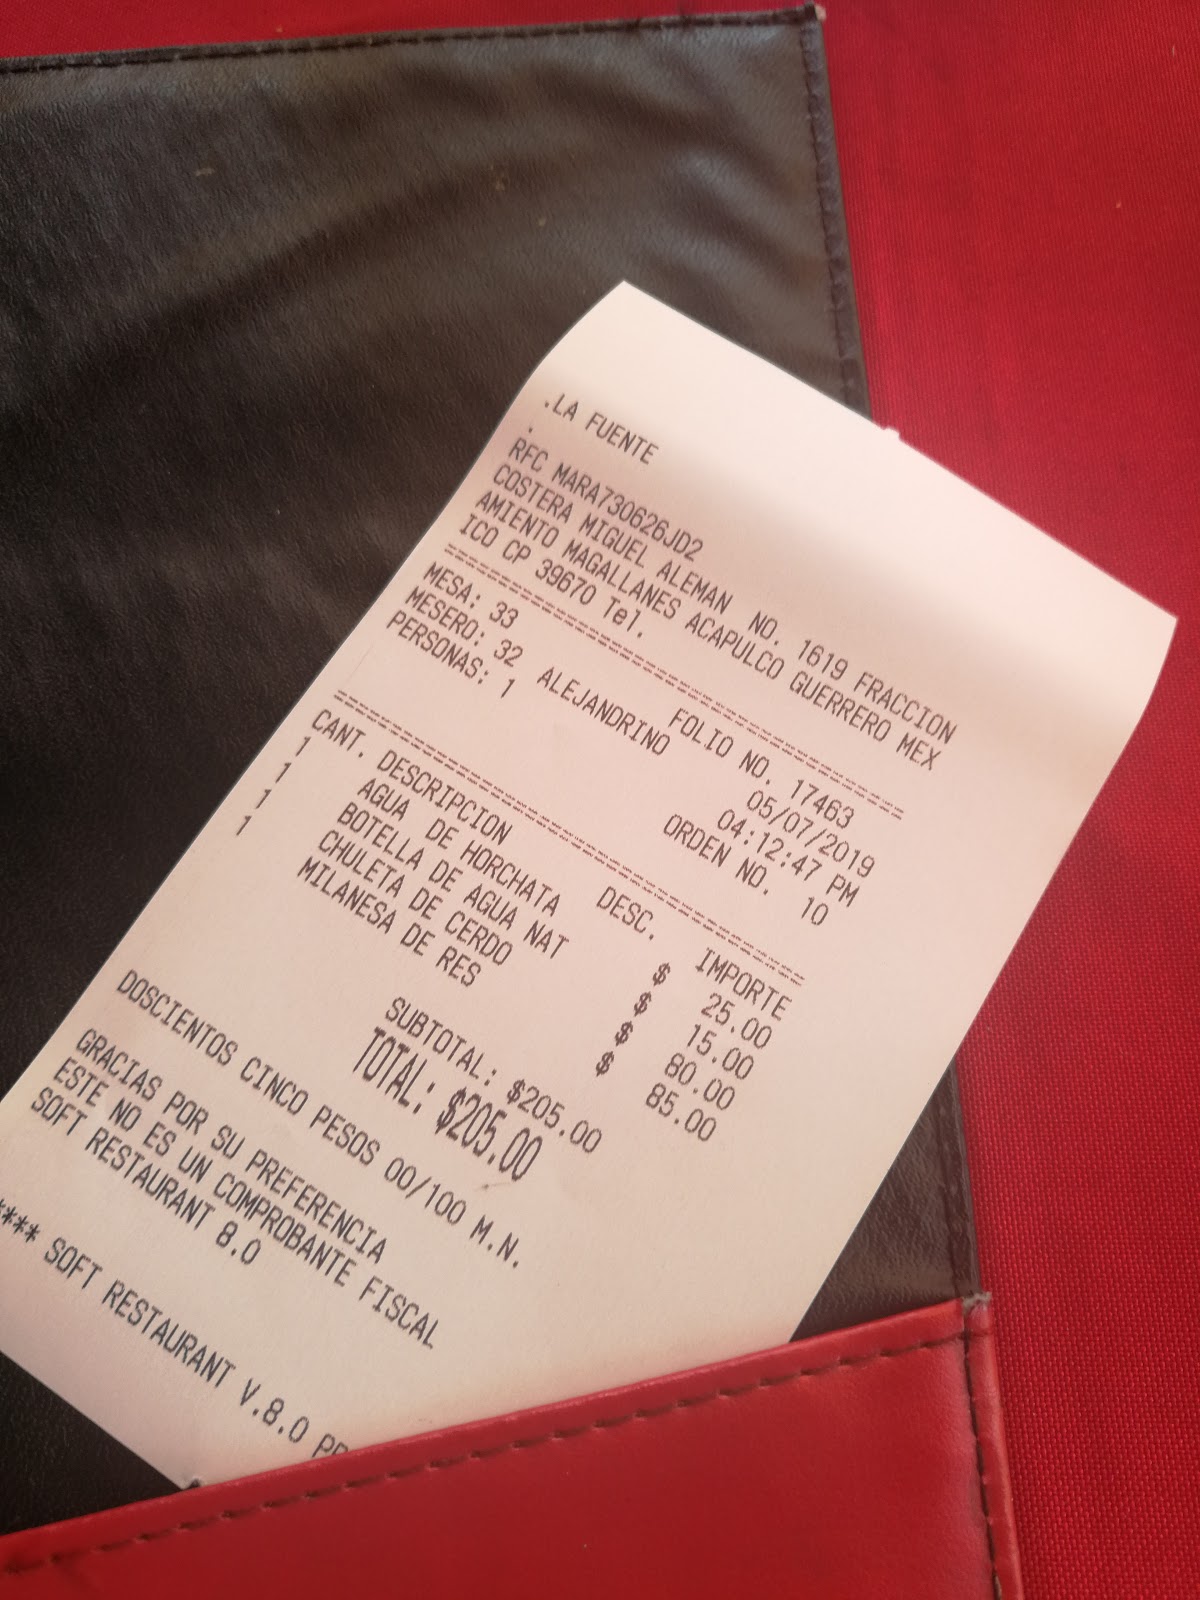 .LA FUENTE
.
RFC MARA730626JD2
COSTERA MIGUEL ALEMAN NO. 1619 FRACCION
AMIENTO MAGALLANES ACAPULCO GUERRERO MEX
ICO CP 39670 Tel.
========================================
MESA: 33 FOLIO NO. 17463
MESERO: 32 ALEJANDRINO 05/07/2019
PERSONAS: 1 04:12:47 PM
ORDEN NO. 10
========================================
CANT. DESCRIPCION DESC. IMPORTE
1 AGUA DE HORCHATA $ 25.00
1 BOTELLA DE AGUA NAT $ 15.00
1 CHULETA DE CERDO $ 80.00
1 MILANESA DE RES $ 85.00
SUBTOTAL: $205.00
TOTAL: $205.00
DOSCIENTOS CINCO PESOS 00/100 M.N.
GRACIAS POR SU PREFERENCIA
ESTE NO ES UN COMPROBANTE FISCAL
SOFT RESTAURANT 8.0
**** SOFT RESTAURANT V.8.0